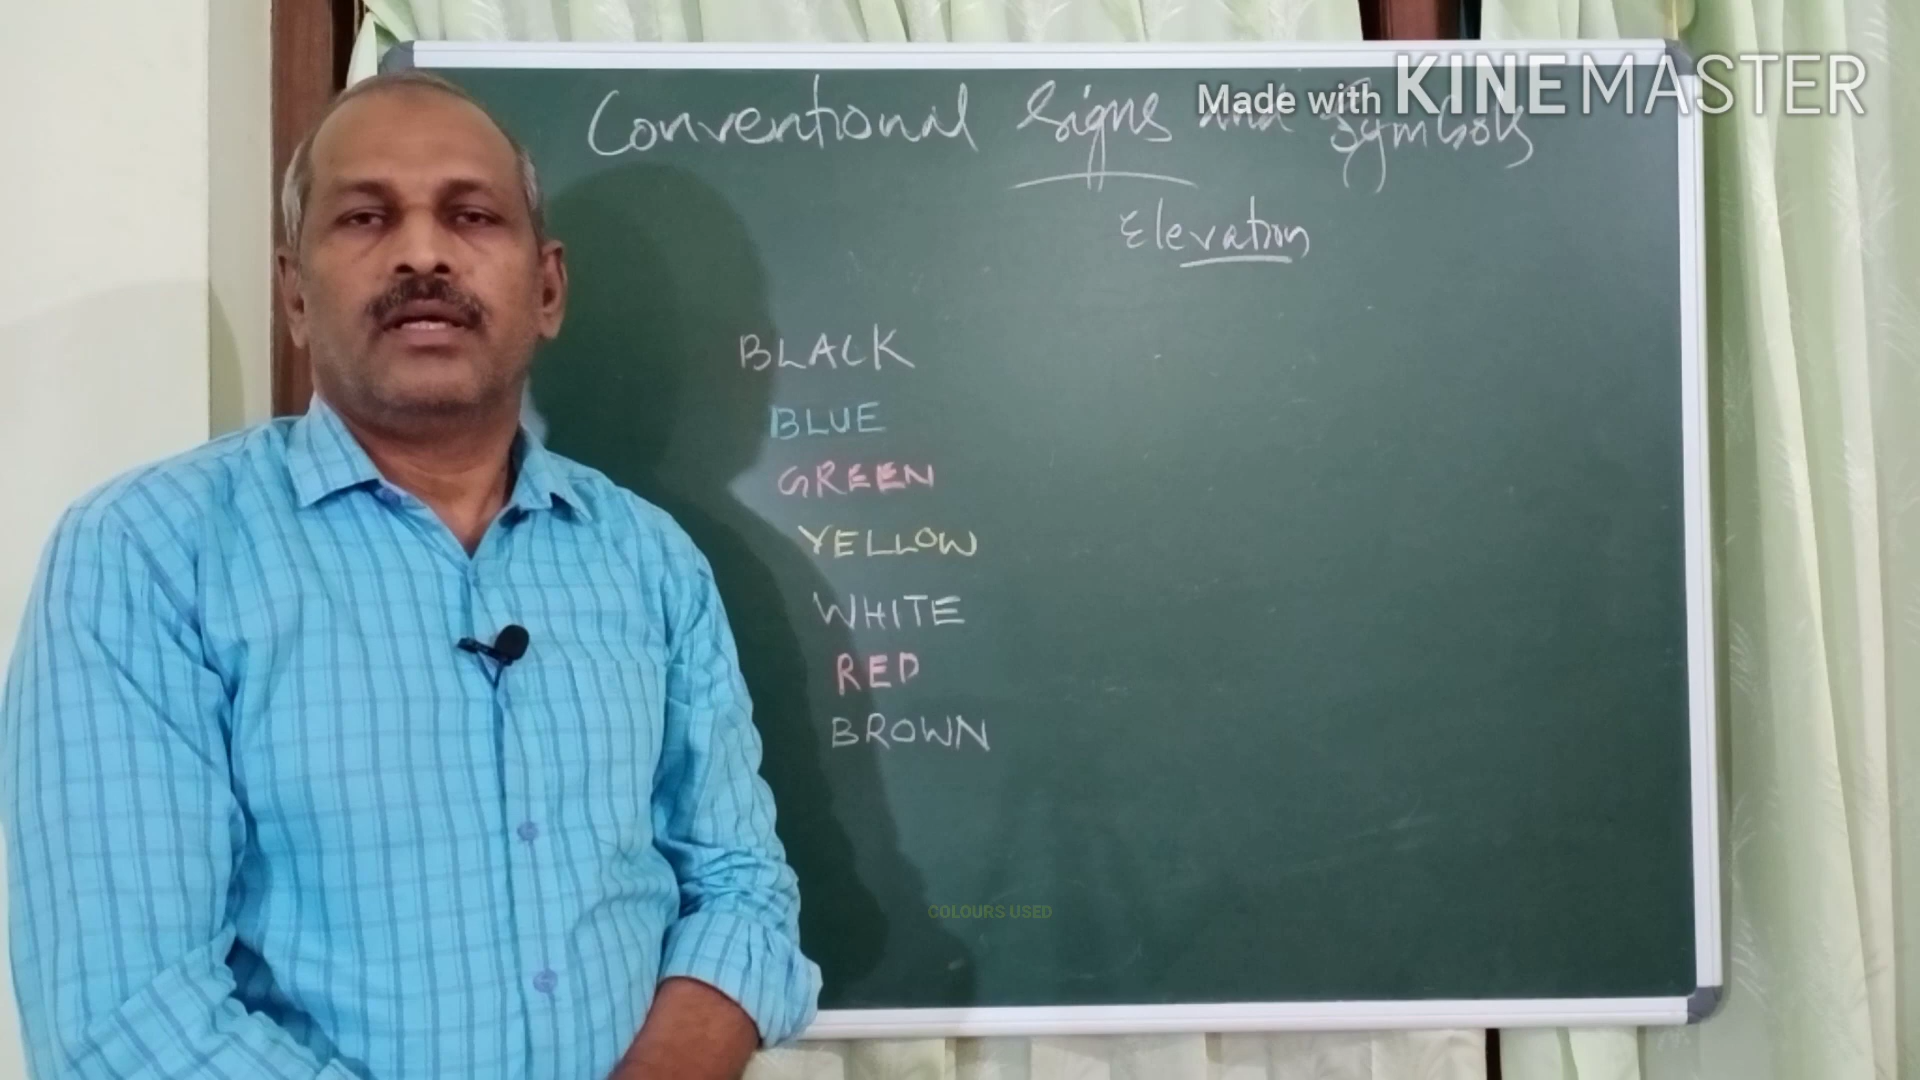 Made with KINEMASTER
Conventional Signs and Symbols
Elevation
BLACK
BLUE
GREEN
YELLOW
WHITE
RED
BROWN
COLOURS USED